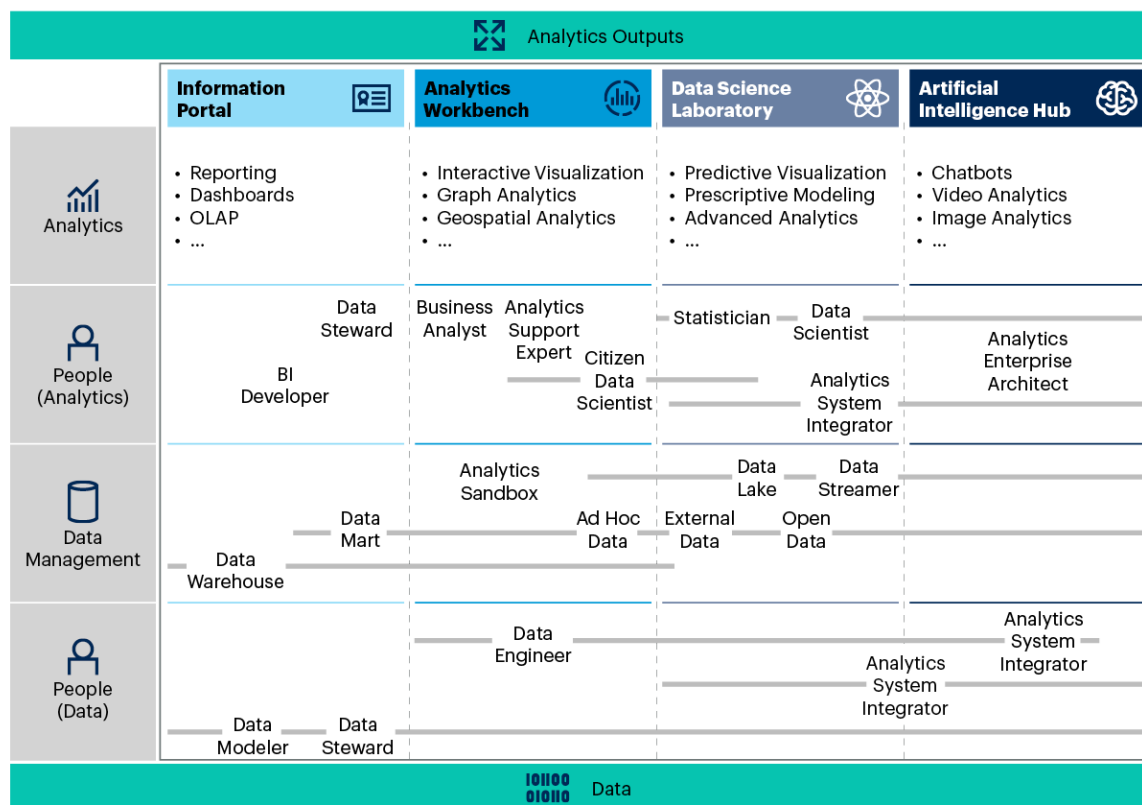 Analytics Outputs
Information
Portal
Analytics
Workbench
Data Science
Laboratory
Artificial
Intelligence Hub
Analytics
• Reporting
• Dashboards
• OLAP
• ...
• Interactive Visualization
• Graph Analytics
• Geospatial Analytics
• ...
• Predictive Visualization
• Prescriptive Modeling
• Advanced Analytics
• ...
• Chatbots
• Video Analytics
• Image Analytics
• ...
People
(Analytics)
Data
Steward
BI
Developer
Business
Analyst
Analytics
Support
Expert
Citizen
Data
Scientist
Statistician
Data
Scientist
Analytics
System
Integrator
Analytics
Enterprise
Architect
Data
Management
Analytics
Sandbox
Data
Lake
Data
Streamer
Data
Mart
Ad Hoc
Data
External
Data
Open
Data
Data
Warehouse
People
(Data)
Data
Engineer
Analytics
System
Integrator
Analytics
System
Integrator
Data
Modeler
Data
Steward
101100
010110
Data